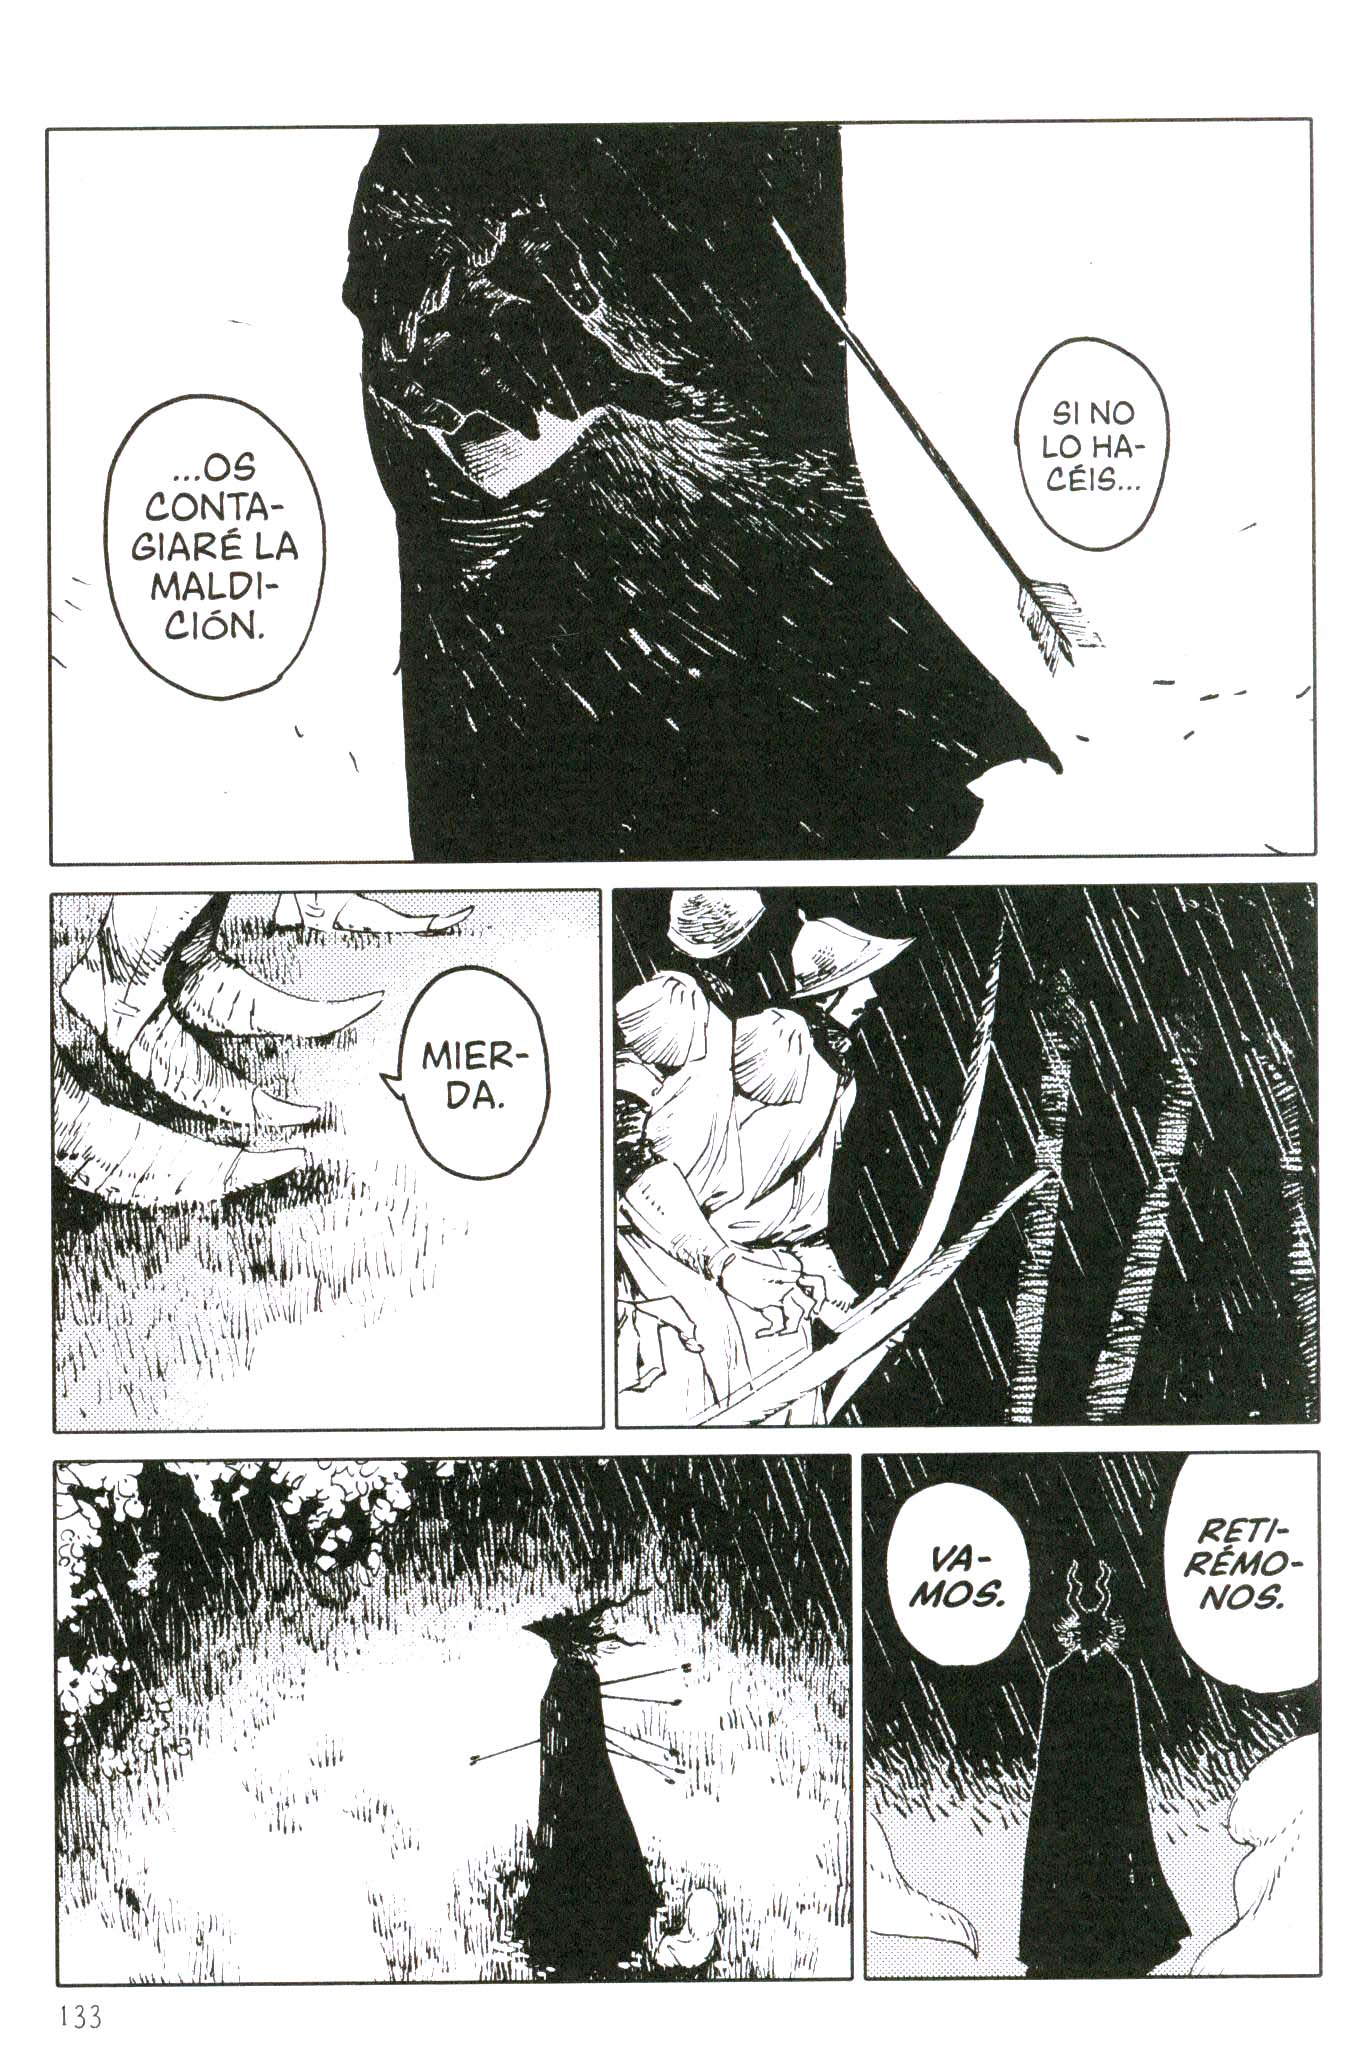 SI NO
LO HA-
CÉIS...
...OS
CONTA-
GIARÉ LA
MALDI-
CIÓN.
MIER-
DA.
RETI-
RÉMO-
NOS.
VA-
MOS.
133